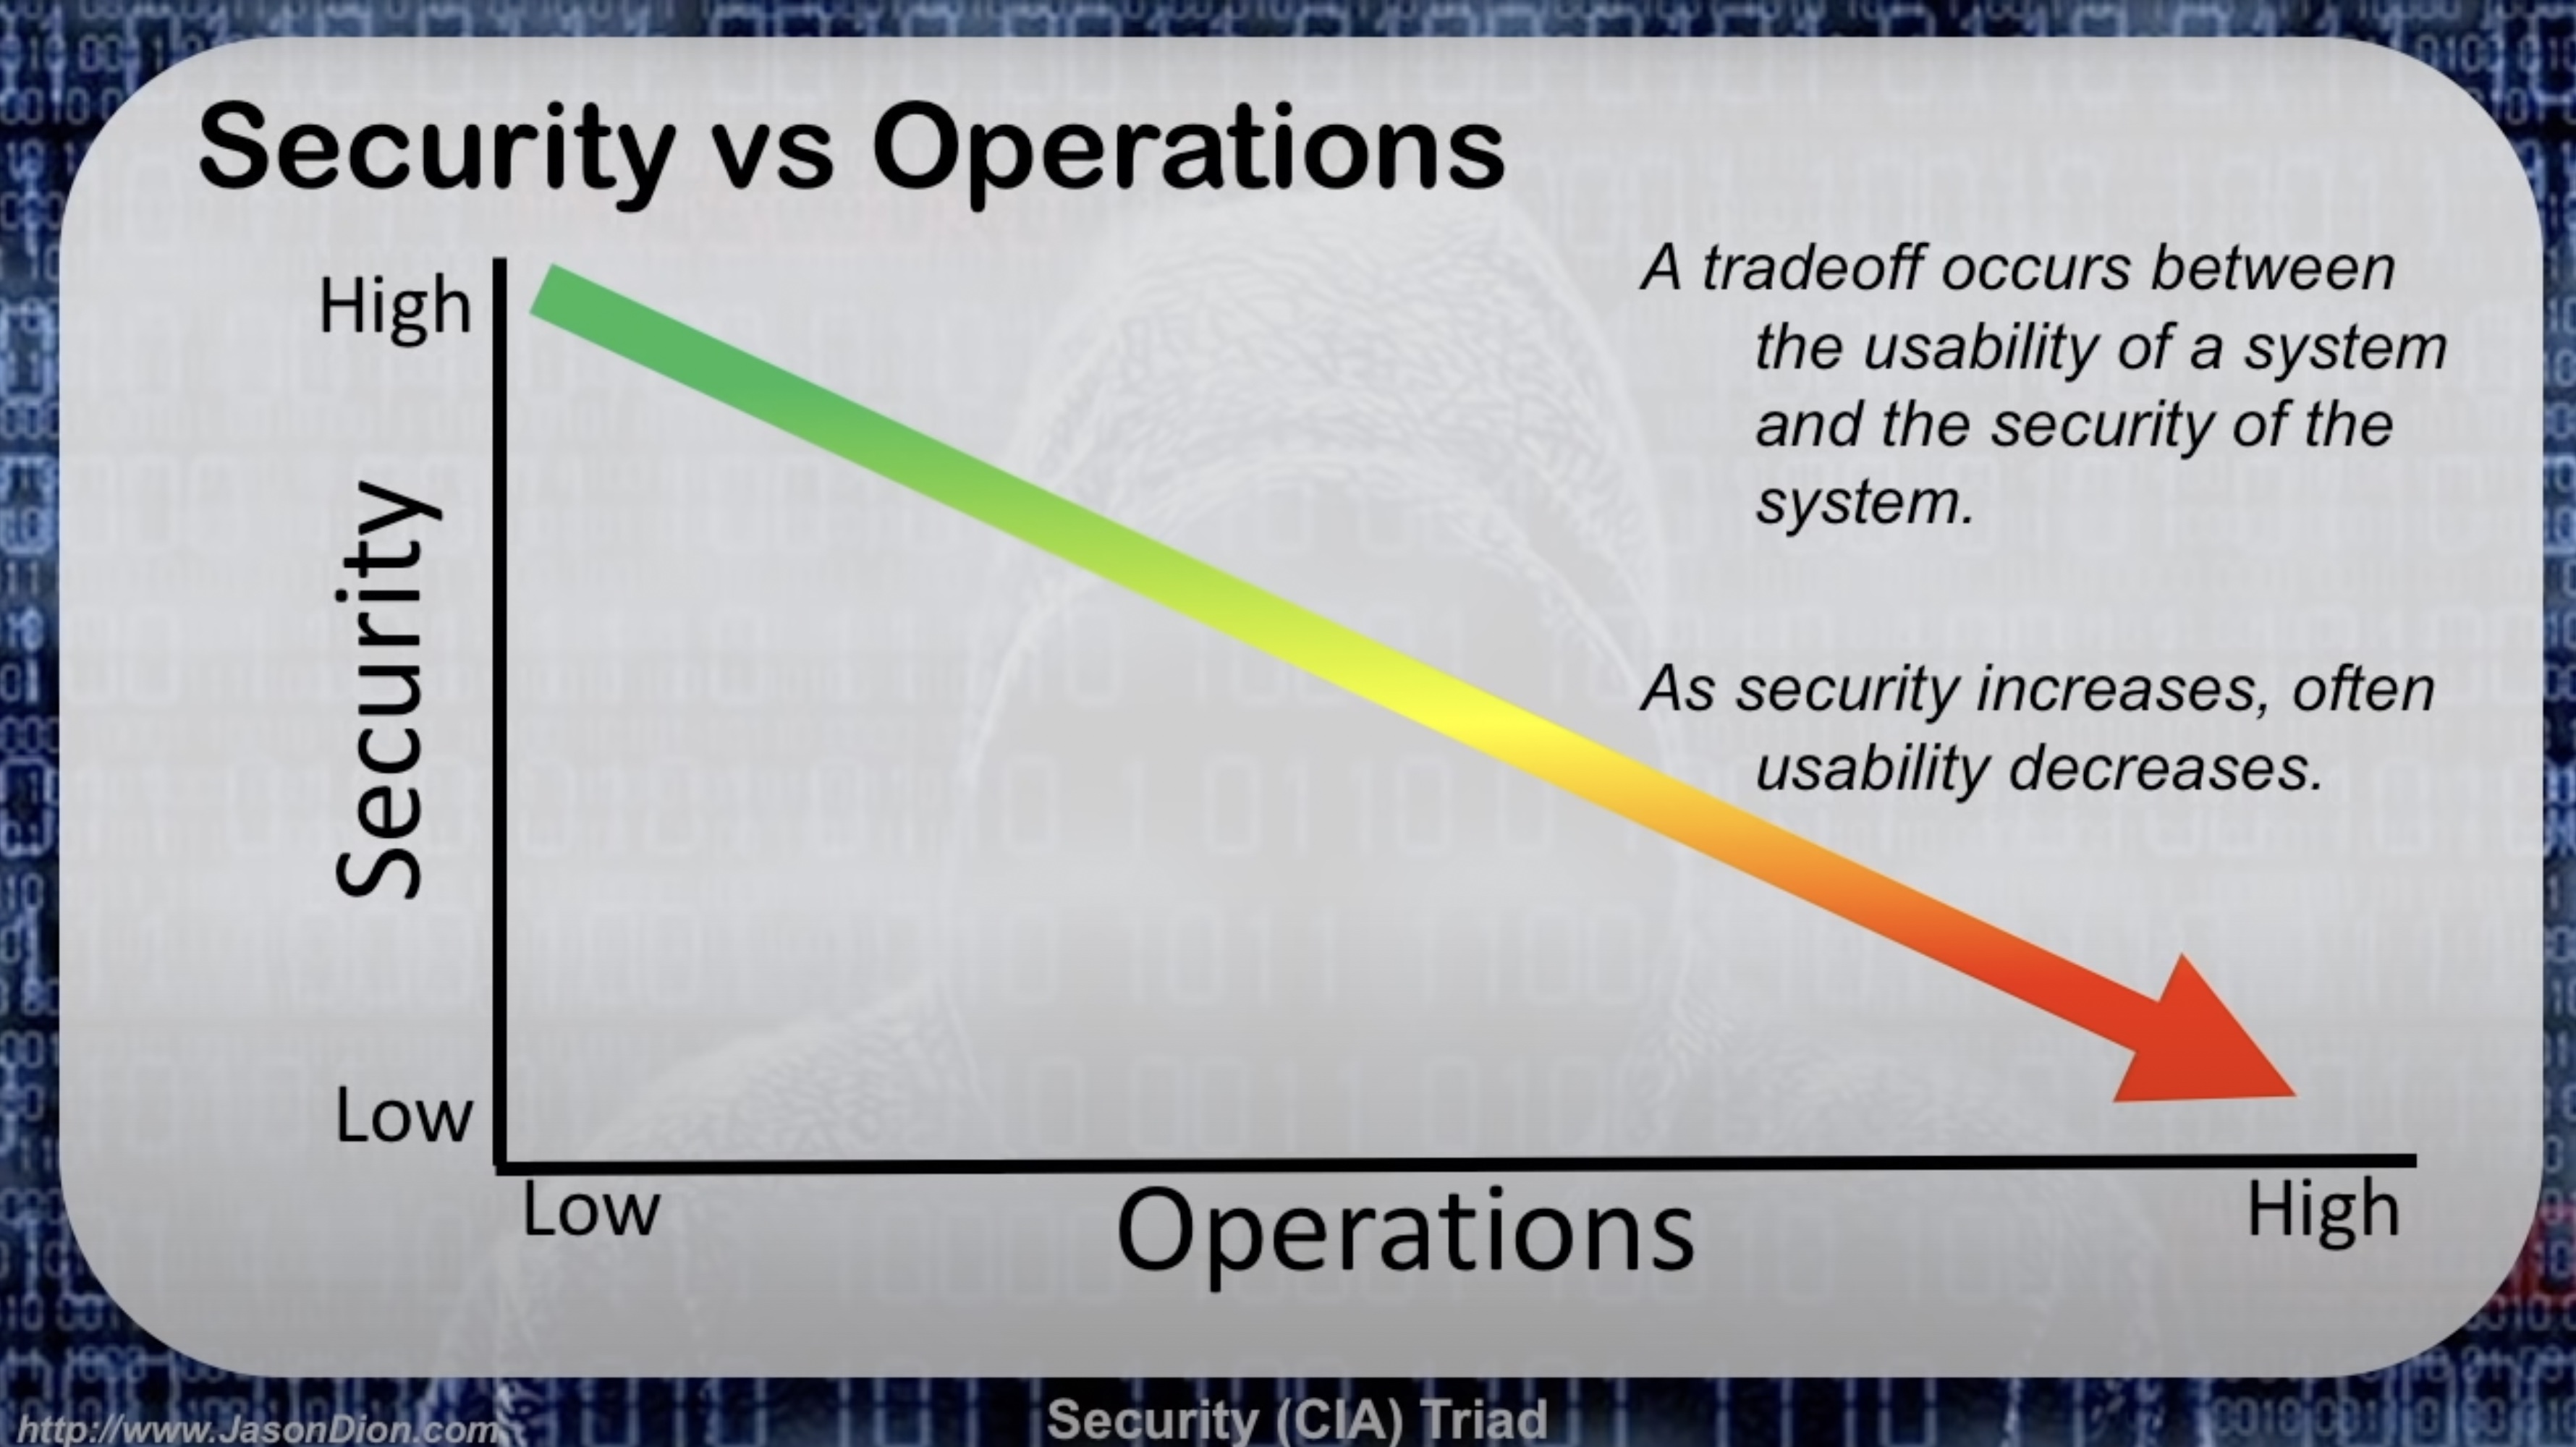 Security vs Operations
High
A tradeoff occurs between
the usability of a system
and the security of the
system.
Security
As security increases, often
usability decreases.
Low
Low
Operations
High
http://www.JasonDion.com
Security (CIA) Triad